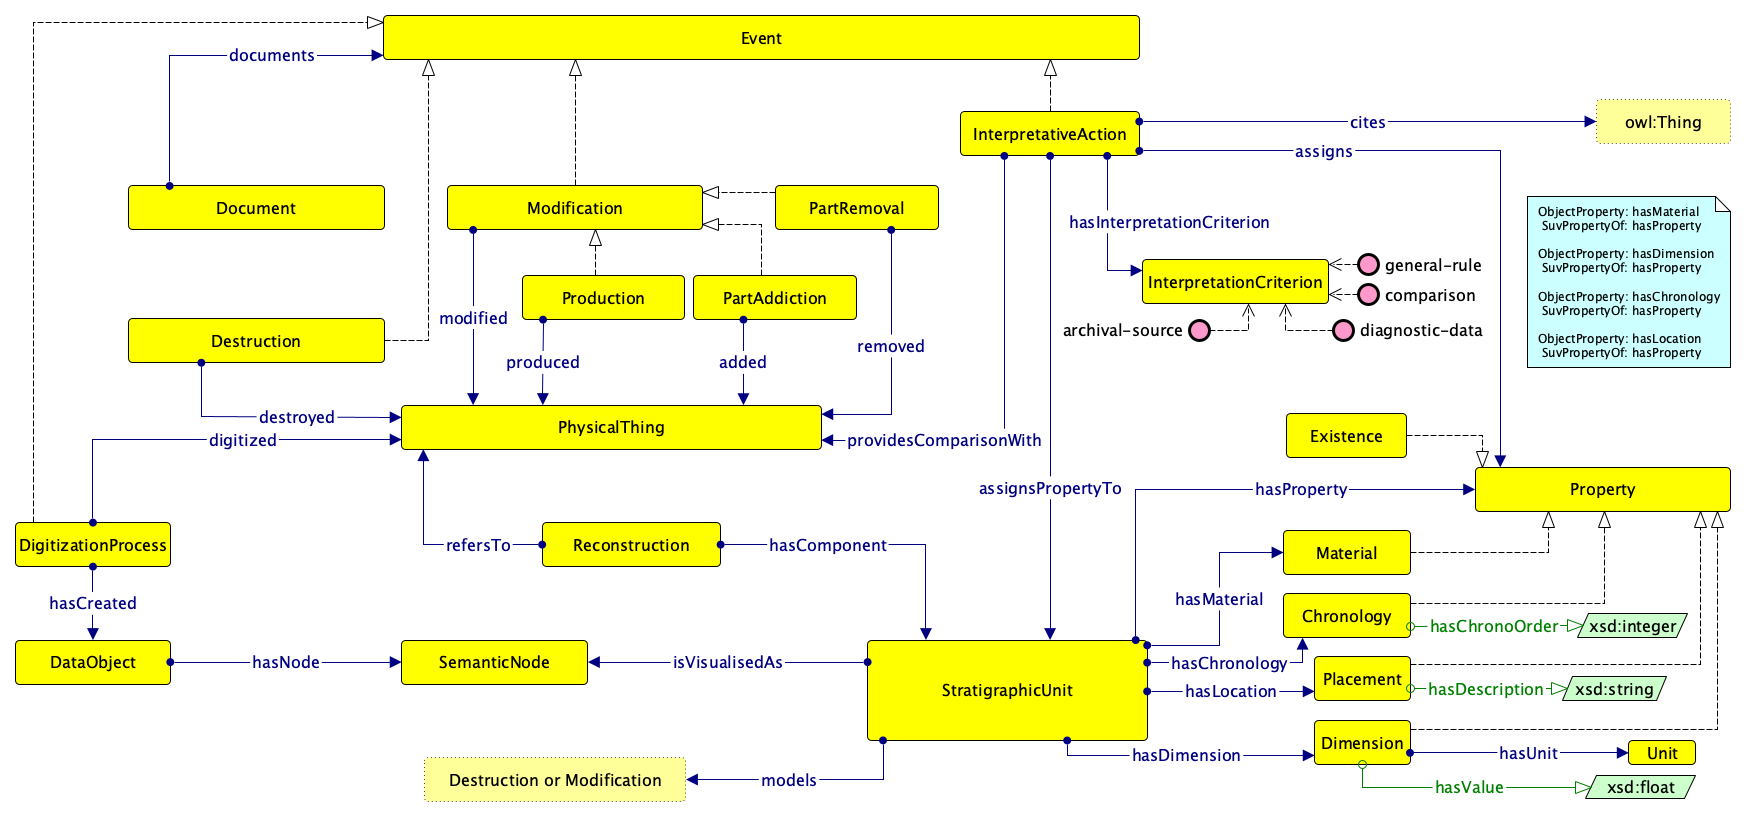 Event
documents
InterpretativeAction
cites
owl:Thing
assigns
Document
Modification
PartRemoval
hasInterpretationCriterion
ObjectProperty: hasMaterial
SuvPropertyOf: hasProperty
ObjectProperty: hasDimension
SuvPropertyOf: hasProperty
ObjectProperty: hasChronology
SuvPropertyOf: hasProperty
ObjectProperty: hasLocation
SuvPropertyOf: hasProperty
general-rule
InterpretationCriterion
comparison
Production
PartAddiction
modified
archival-source
diagnostic-data
Destruction
removed
produced
added
destroyed
PhysicalThing
digitized
providesComparisonWith
Existence
assignsPropertyTo
hasProperty
Property
DigitizationProcess
refersTo
Reconstruction
hasComponent
Material
hasCreated
hasMaterial
Chronology
hasChronoOrder
xsd:integer
DataObject
hasNode
SemanticNode
isVisualisedAs
hasChronology
StratigraphicUnit
hasLocation
Placement
hasDescription
xsd:string
Dimension
hasDimension
hasUnit
Unit
Destruction or Modification
models
hasValue
xsd:float